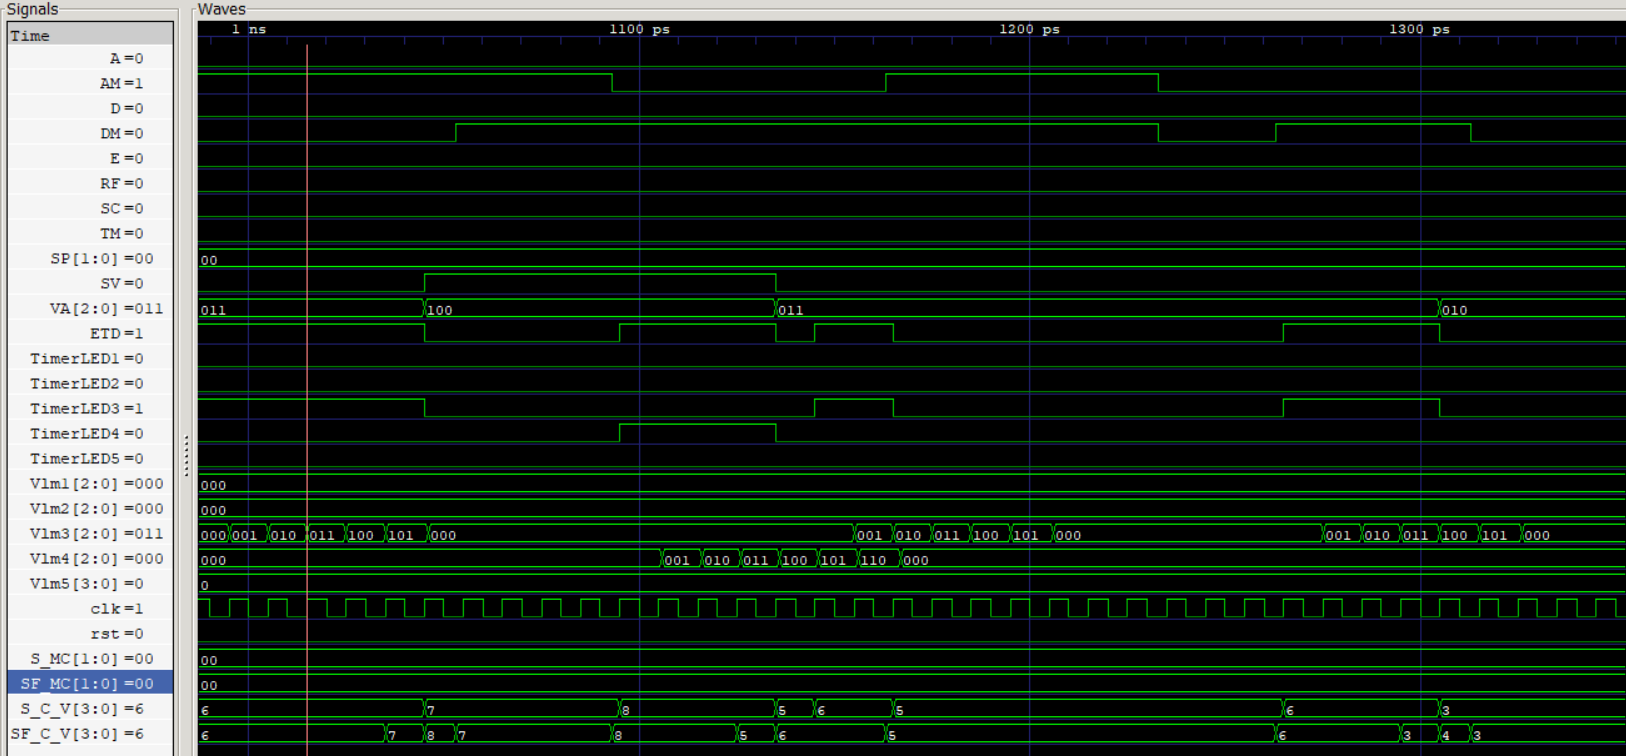 Signals
Waves
Time
1 ns 1100 ps 1200 ps 1300 ps
A=0
AM=1
D=0
DM=0
E=0
RF=0
SC=0
TM=0
SP[1:0]=00 00
SV=0
VA[2:0]=011 011 100 011 010
ETD=1
TimerLED1=0
TimerLED2=0
TimerLED3=1
TimerLED4=0
TimerLED5=0
Vlm1[2:0]=000 000
Vlm2[2:0]=000 000
Vlm3[2:0]=011 000 001 010 011 100 101 000 001 010 011 100 101 000 001 010 011 100 101 000
Vlm4[2:0]=000 000 001 010 011 100 101 110 000
Vlm5[3:0]=0 0
clk=1
rst=0
S_MC[1:0]=00 00
SF_MC[1:0]=00 00
S_C_V[3:0]=6 6 7 8 5 6 5 6 3
SF_C_V[3:0]=6 6 7 8 7 8 5 6 5 6 3 4 3